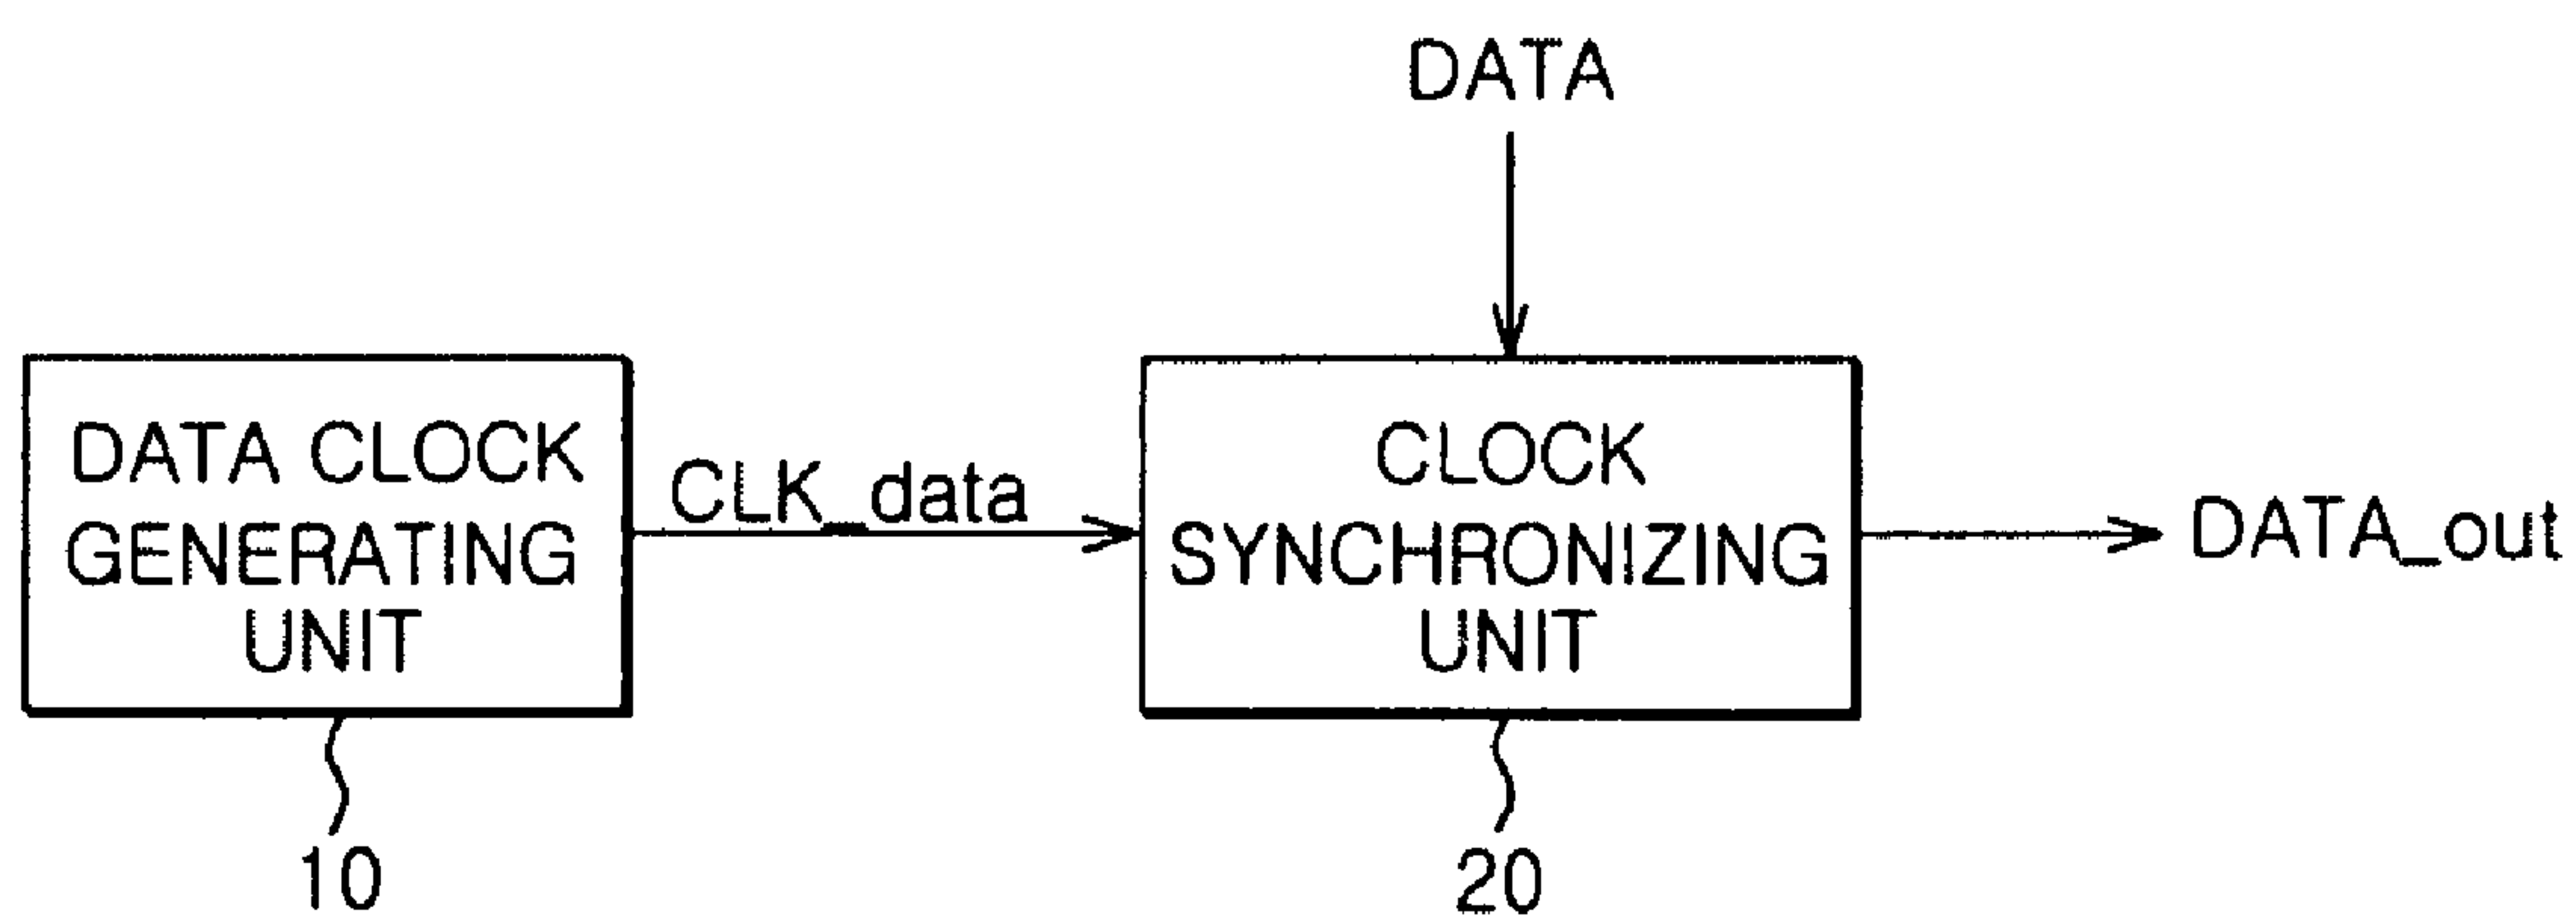 DATA
DATA CLOCK
GENERATING
UNIT
CLK_data
CLOCK
SYNCHRONIZING
UNIT
DATA_out
10
20